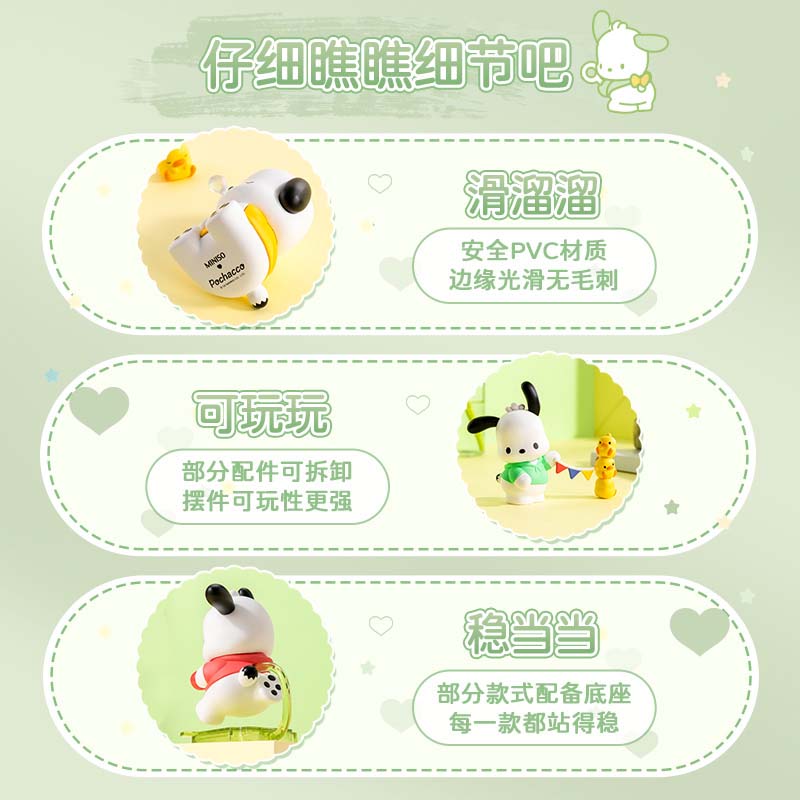 仔细瞧瞧细节吧
滑溜溜
安全PVC材质
边缘光滑无毛刺
MINISO
Pochacco
可玩玩
部分配件可拆卸
摆件可玩性更强
稳当当
部分款式配备底座
每一款都站得稳